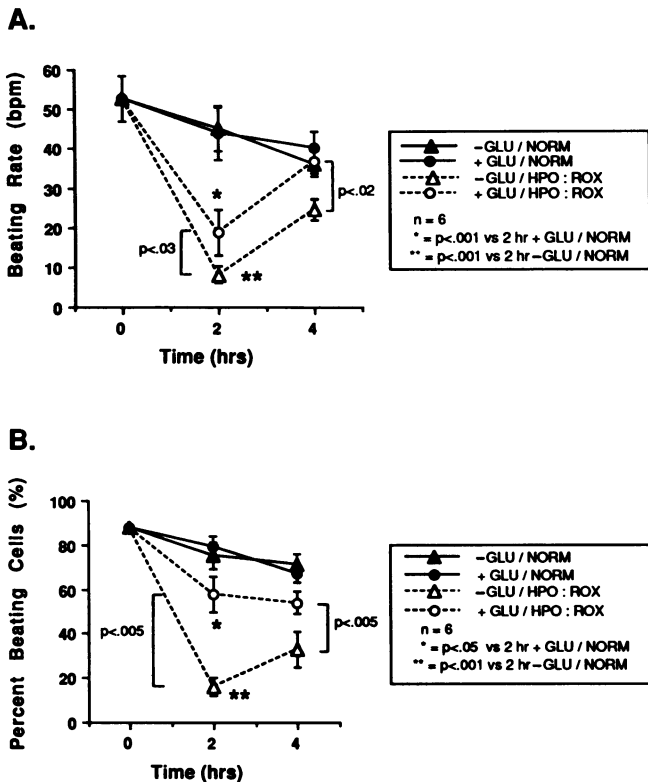 A.
Beating Rate (bpm)
60
50
40
30
20
10
0
*
**
p<.03
p<.02
0 2 4
Time (hrs)
–GLU / NORM
+ GLU / NORM
–GLU / HPO : ROX
+ GLU / HPO : ROX
n = 6
* = p<.001 vs 2 hr + GLU / NORM
** = p<.001 vs 2 hr –GLU / NORM
B.
Percent Beating Cells (%)
100
80
60
40
20
0
p<.005
*
**
p<.005
0 2 4
Time (hrs)
–GLU / NORM
+ GLU / NORM
–GLU / HPO : ROX
+ GLU / HPO : ROX
n = 6
* = p<.05 vs 2 hr + GLU / NORM
** = p<.001 vs 2 hr –GLU / NORM